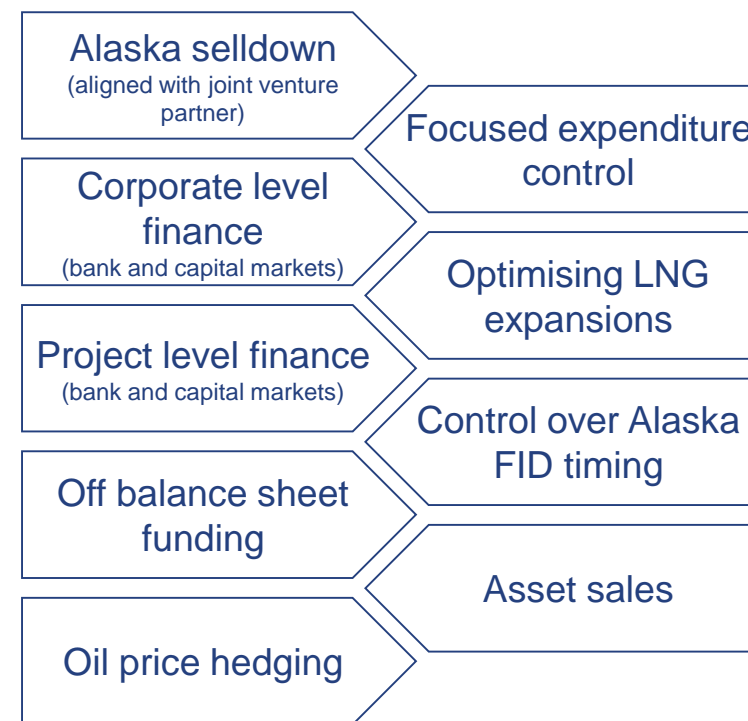 Alaska selldown
(aligned with joint venture
partner)
Corporate level
finance
(bank and capital markets)
Project level finance
(bank and capital markets)
Off balance sheet
funding
Oil price hedging
Focused expenditure
control
Optimising LNG
expansions
Control over Alaska
FID timing
Asset sales